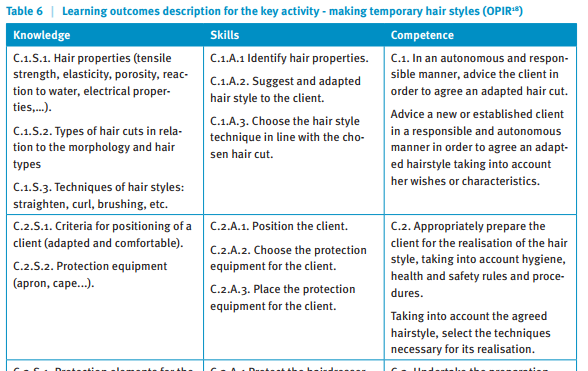 Table 6 | Learning outcomes description for the key activity - making temporary hair styles (OPIR¹⁸)
Knowledge
Skills
Competence
C.1.S.1. Hair properties (tensile
strength, elasticity, porosity, reac-
tion to water, electrical proper-
ties,...).
C.1.S.2. Types of hair cuts in rela-
tion to the morphology and hair
types
C.1.S.3. Techniques of hair styles:
straighten, curl, brushing, etc.
C.1.A.1 Identify hair properties.
C.1.A.2. Suggest and adapted
hair style to the client.
C.1.A.3. Choose the hair style
technique in line with the cho-
sen hair cut.
C.1. In an autonomous and respon-
sible manner, advice the client in
order to agree an adapted hair cut.
Advice a new or established client
in a responsible and autonomous
manner in order to agree an adapt-
ed hairstyle taking into account
her wishes or characteristics.
C.2.S.1. Criteria for positioning of a
client (adapted and comfortable).
C.2.S.2. Protection equipment
(apron, cape...).
C.2.A.1. Position the client.
C.2.A.2. Choose the protection
equipment for the client.
C.2.A.3. Place the protection
equipment for the client.
C.2. Appropriately prepare the
client for the realisation of the hair
style, taking into account hygiene,
health and safety rules and proce-
dures.
Taking into account the agreed
hairstyle, select the techniques
necessary for its realisation.